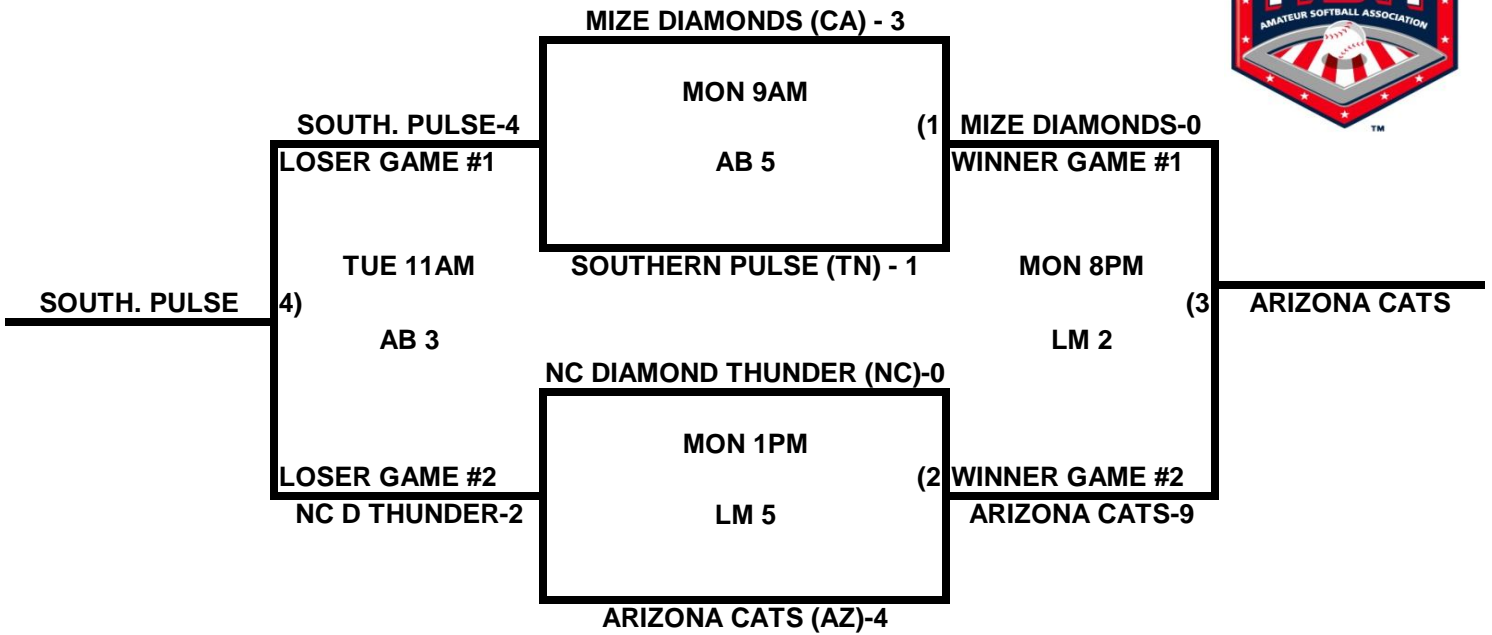 MIZE DIAMONDS (CA) - 3
AMATEUR SOFTBALL ASSOCIATION
TM
MON 9AM
SOUTH. PULSE-4
(1
MIZE DIAMONDS-0
LOSER GAME #1
AB 5
WINNER GAME #1
TUE 11AM
SOUTHERN PULSE (TN) - 1
MON 8PM
SOUTH. PULSE
4)
(3
ARIZONA CATS
AB 3
LM 2
NC DIAMOND THUNDER (NC)-0
MON 1PM
LOSER GAME #2
(2
WINNER GAME #2
NC D THUNDER-2
LM 5
ARIZONA CATS-9
ARIZONA CATS (AZ)-4